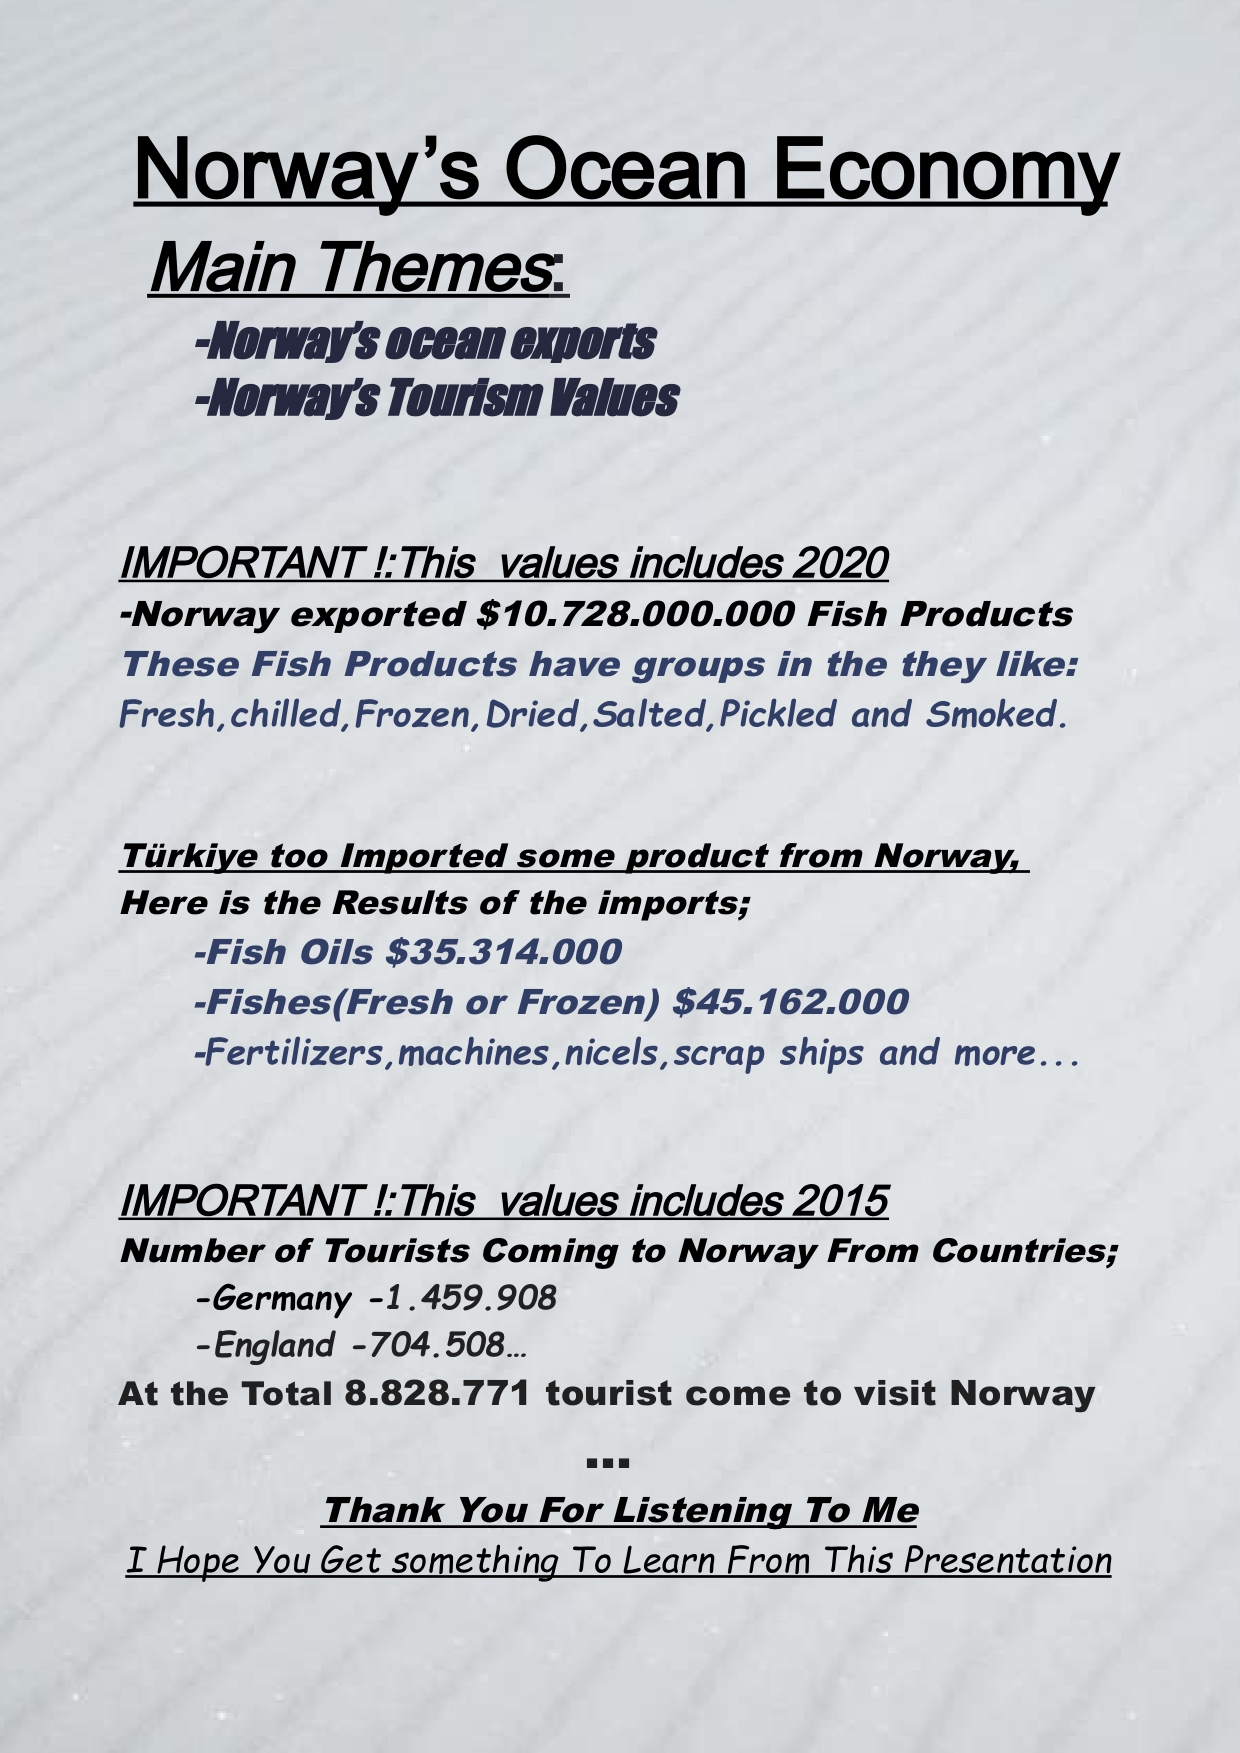 Norway’s Ocean Economy
Main Themes:
-Norway’s ocean exports
-Norway’s Tourism Values
IMPORTANT !:This  values includes 2020
-Norway exported $10.728.000.000 Fish Products
These Fish Products have groups in the they like:
Fresh,chilled,Frozen,Dried,Salted,Pickled and Smoked.
Türkiye too Imported some product from Norway,
Here is the Results of the imports;
-Fish Oils $35.314.000
-Fishes(Fresh or Frozen) $45.162.000
-Fertilizers,machines,nicels,scrap ships and more...
IMPORTANT !:This  values includes 2015
Number of Tourists Coming to Norway From Countries;
-Germany -1.459.908
-England -704.508…
At the Total 8.828.771 tourist come to visit Norway
…
Thank You For Listening To Me
I Hope You Get something To Learn From This Presentation